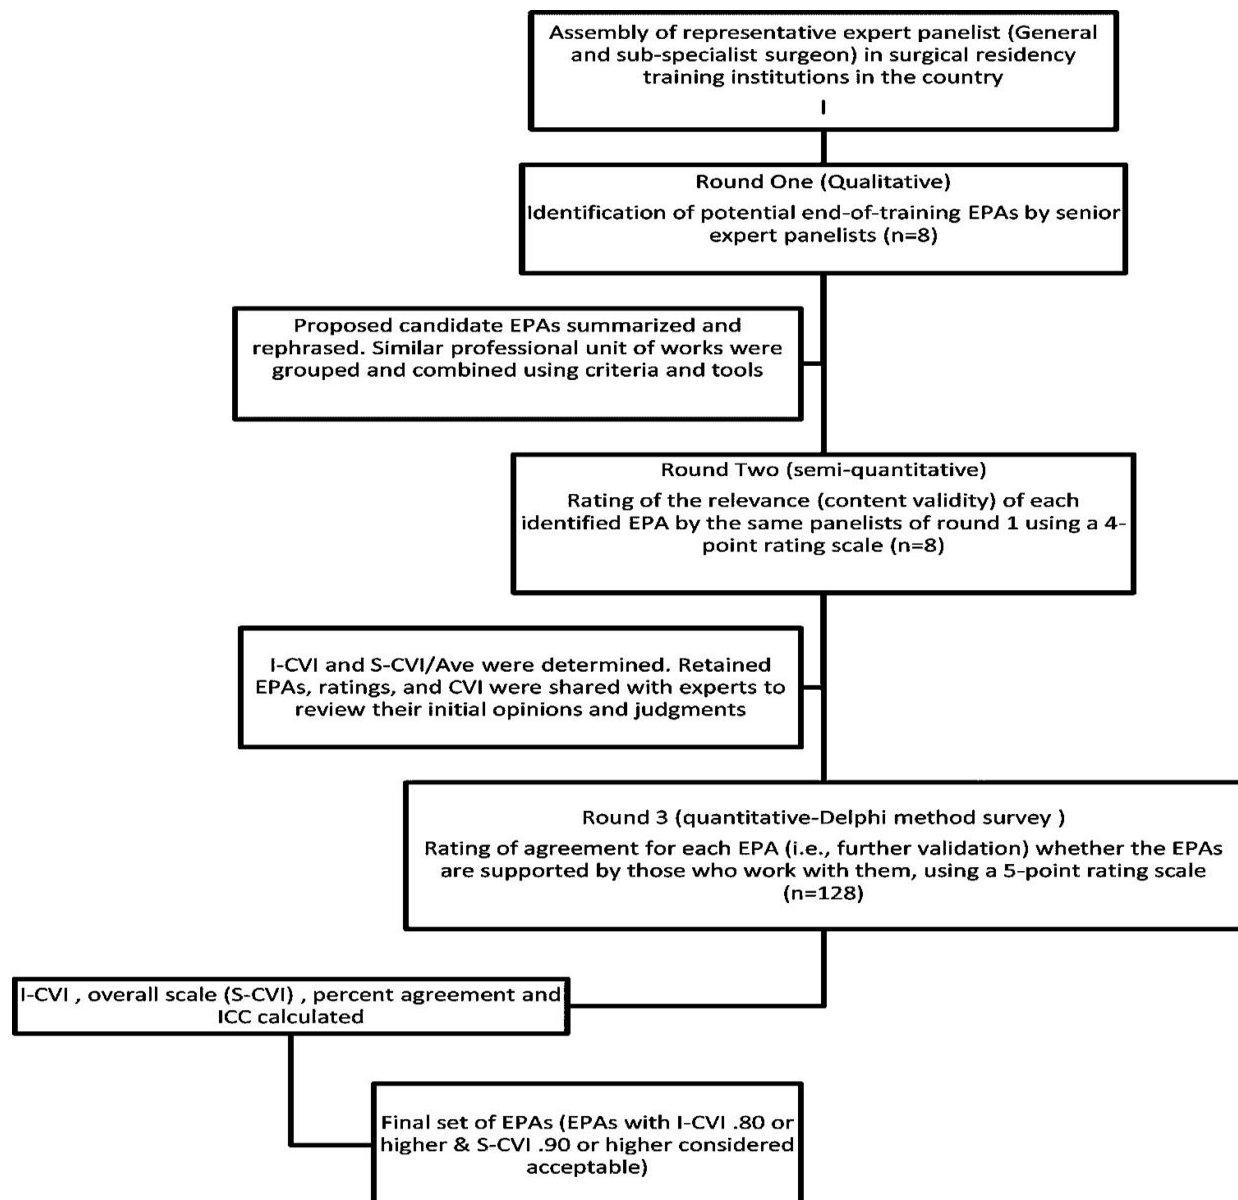 Assembly of representative expert panelist (General
and sub-specialist surgeon) in surgical residency
training institutions in the country
I
Round One (Qualitative)
Identification of potential end-of-training EPAs by senior
expert panelists (n=8)
Proposed candidate EPAs summarized and
rephrased. Similar professional unit of works were
grouped and combined using criteria and tools
Round Two (semi-quantitative)
Rating of the relevance (content validity) of each
identified EPA by the same panelists of round 1 using a 4-
point rating scale (n=8)
I-CVI and S-CVI/Ave were determined. Retained
EPAs, ratings, and CVI were shared with experts to
review their initial opinions and judgments
Round 3 (quantitative-Delphi method survey )
Rating of agreement for each EPA (i.e., further validation) whether the EPAs
are supported by those who work with them, using a 5-point rating scale
(n=128)
I-CVI , overall scale (S-CVI) , percent agreement and
ICC calculated
Final set of EPAs (EPAs with I-CVI .80 or
higher & S-CVI .90 or higher considered
acceptable)